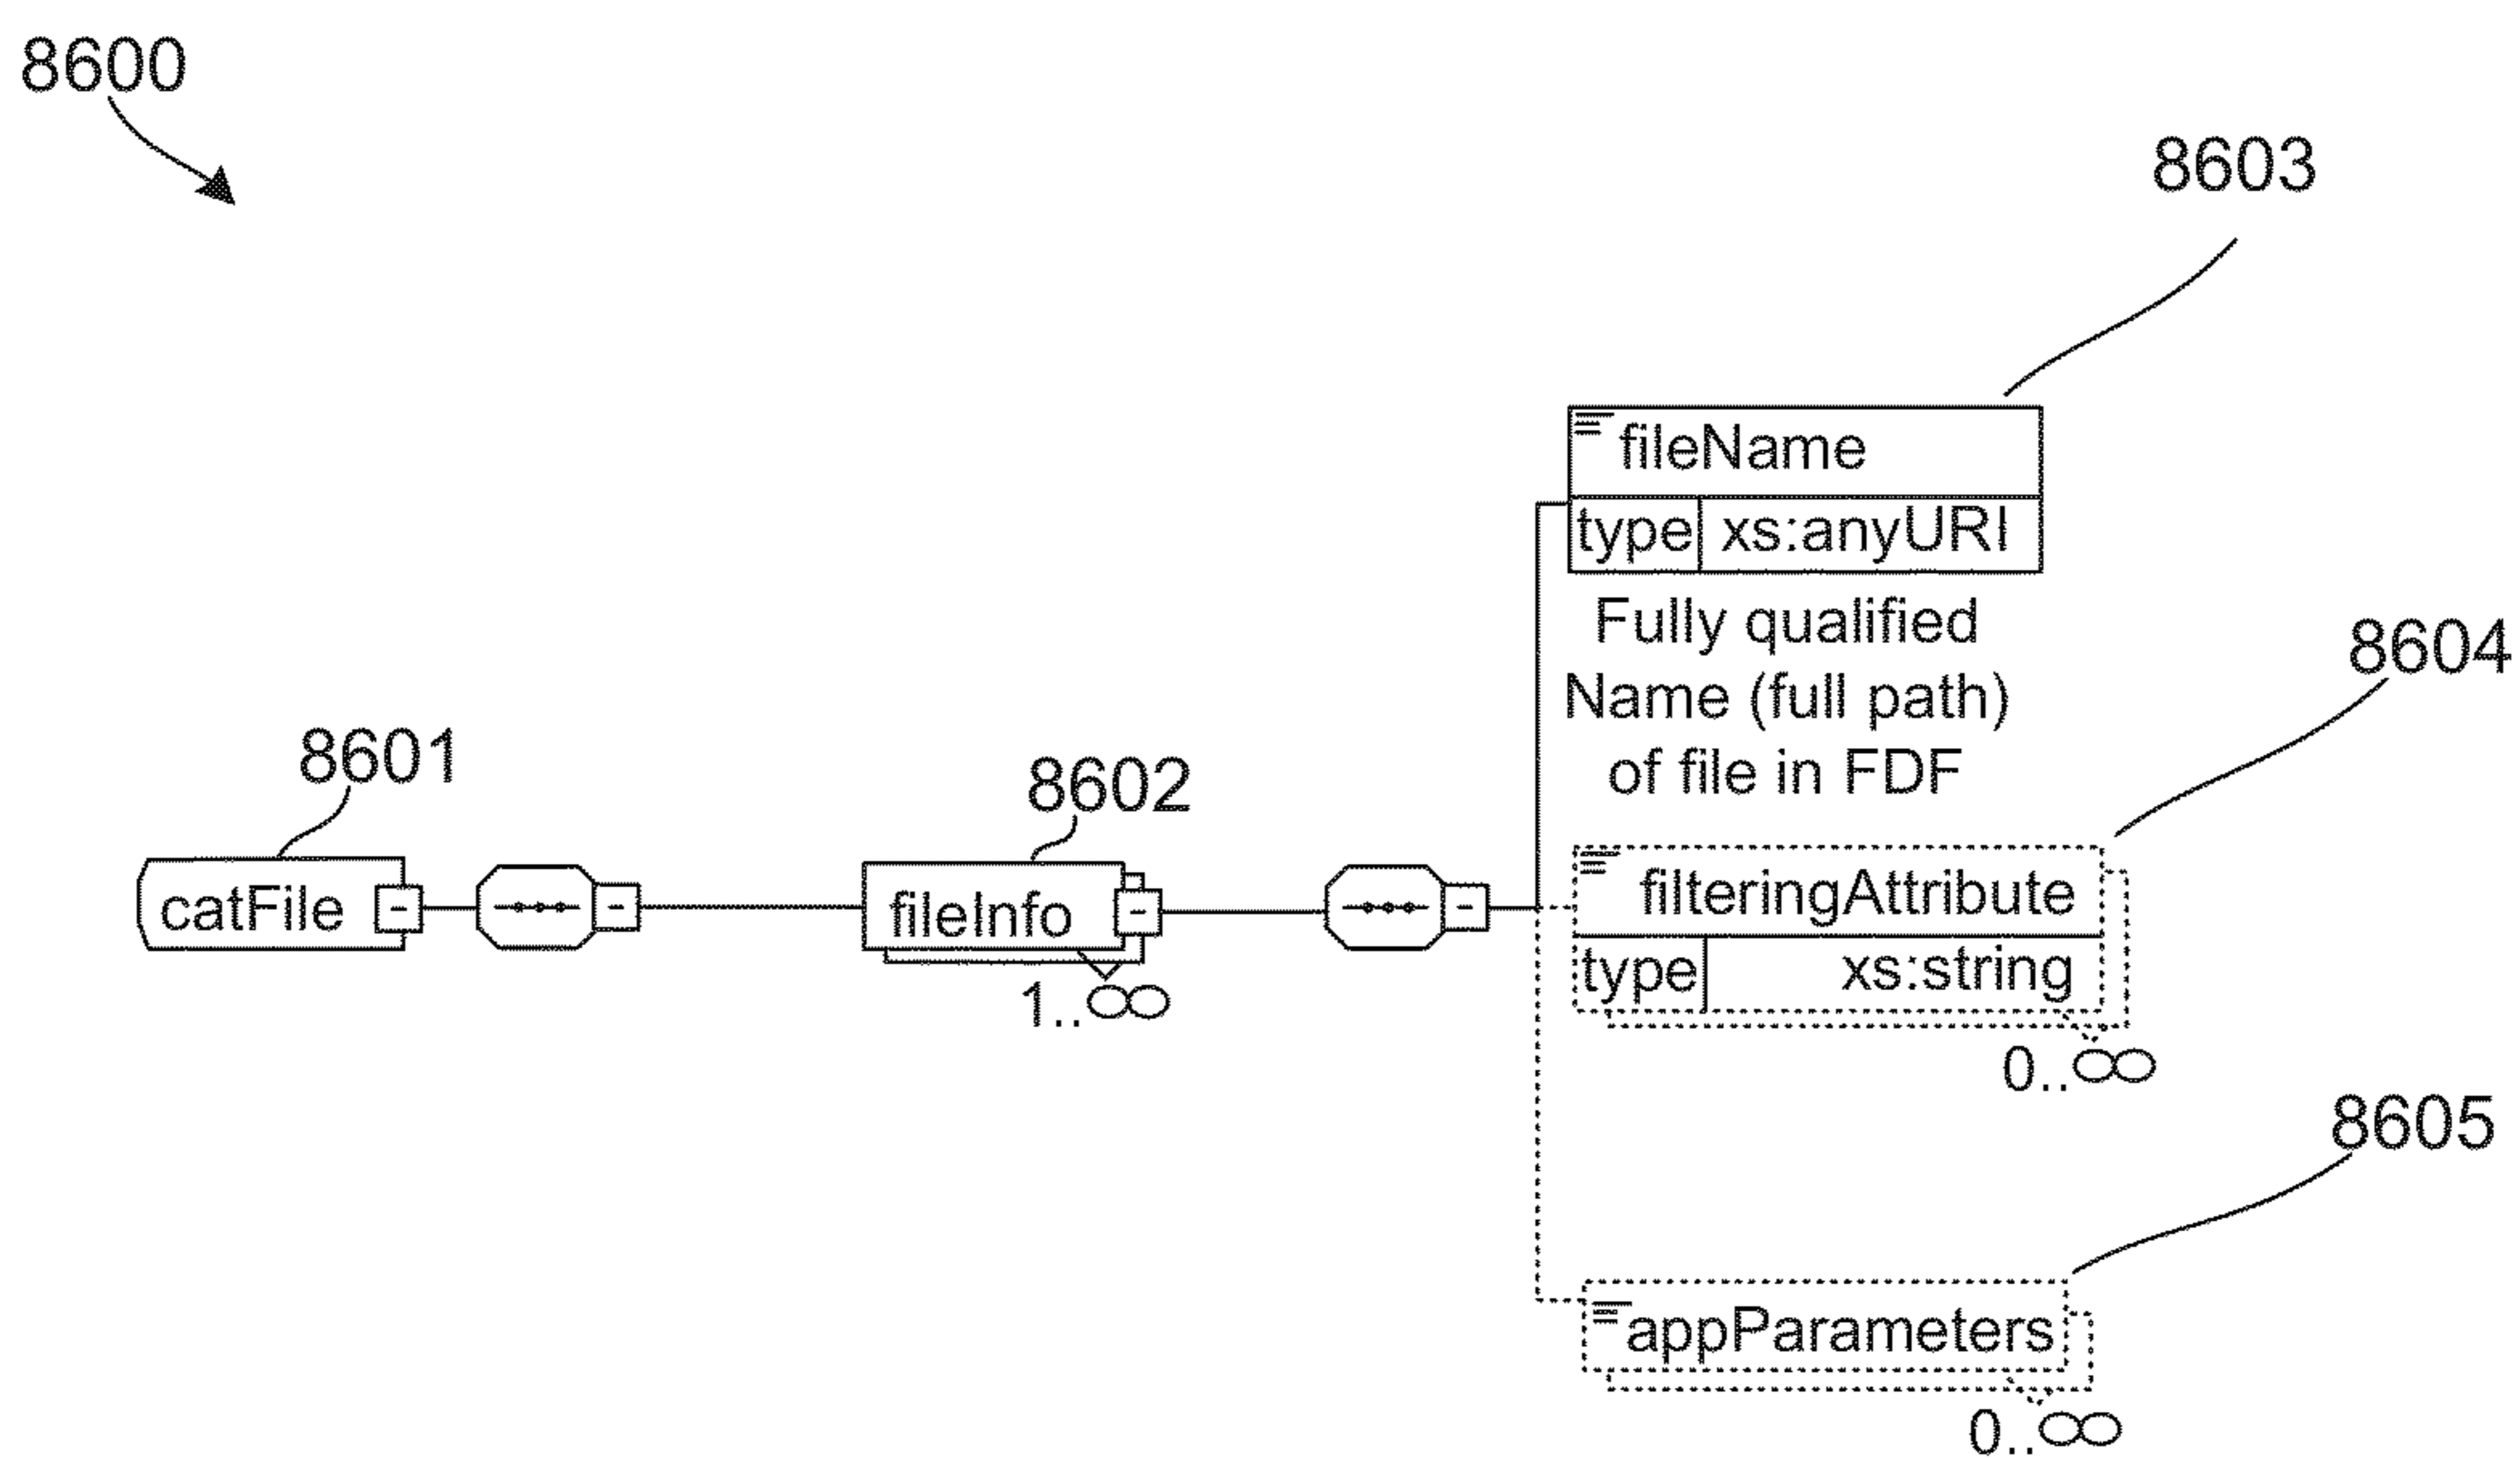 8600
8603
fileName
type xs:anyURI
Fully qualified
Name (full path)
of file in FDF
8604
8601
8602
catFile
fileInfo
1..∞
filteringAttribute
type xs:string
0..∞
8605
appParameters
0..∞